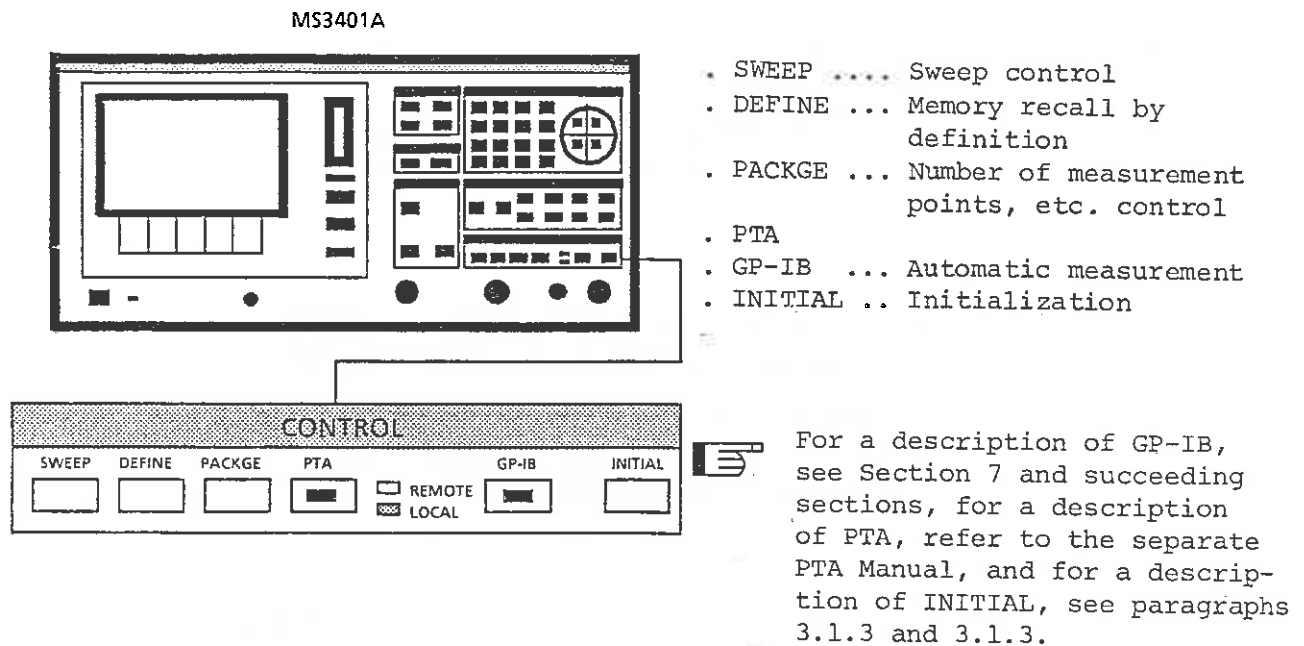 MS3401A
. SWEEP .... Sweep control
. DEFINE ... Memory recall by
definition
. PACKGE ... Number of measurement
points, etc. control
. PTA
. GP-IB ... Automatic measurement
. INITIAL .. Initialization
CONTROL
SWEEP DEFINE PACKGE PTA GP-IB INITIAL
REMOTE
LOCAL
For a description of GP-IB,
see Section 7 and succeeding
sections, for a description
of PTA, refer to the separate
PTA Manual, and for a descrip-
tion of INITIAL, see paragraphs
3.1.3 and 3.1.3.